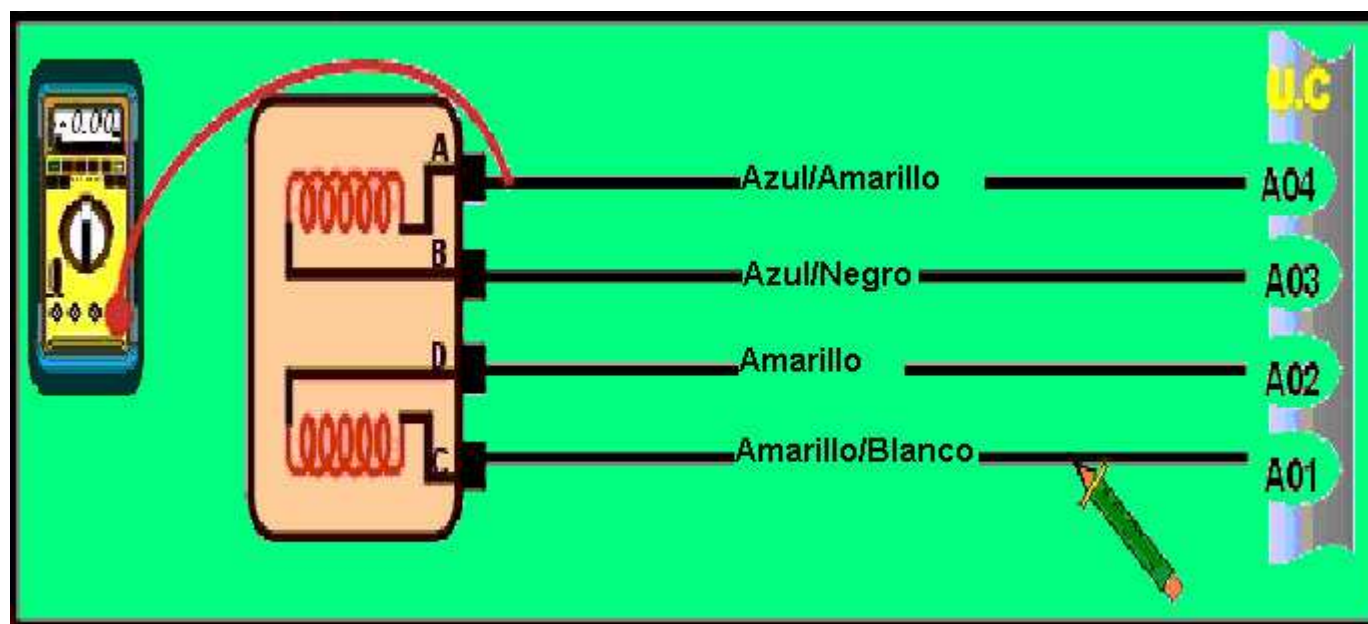 U.C
-0.00
A
Azul/Amarillo
A04
B
Azul/Negro
A03
D
Amarillo
A02
C
Amarillo/Blanco
A01